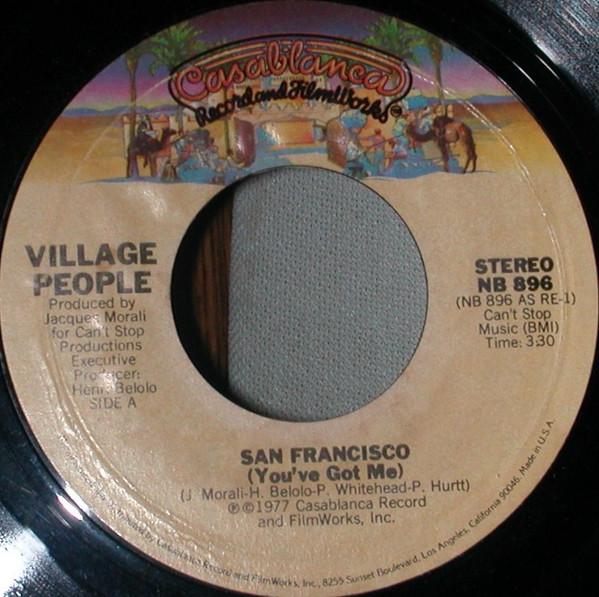 Casablanca
Record and FilmWorks
VILLAGE
PEOPLE
Produced by
Jacques Morali
for Can't Stop
Productions
Executive
Producer:
Henri Belolo
SIDE A
STEREO
NB 896
(NB 896 AS RE-1)
Can't Stop
Music (BMI)
Time: 3:30
SAN FRANCISCO
(You've Got Me)
(J. Morali-H. Belolo-P. Whitehead-P. Hurtt)
℗©1977 Casablanca Record
and FilmWorks, Inc.
by Casablanca Record and FilmWorks, Inc., 8255 Sunset Boulevard, Los Angeles, California 90046. Made in U.S.A.